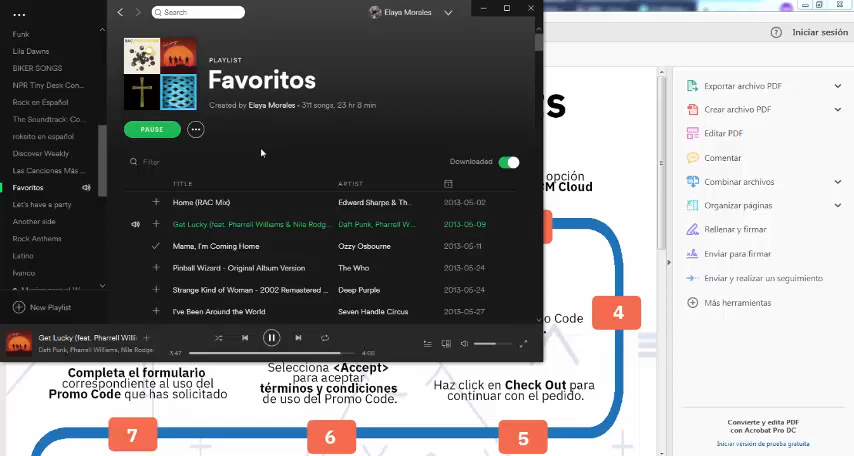 Search
Elaya Morales
Funk
Lila Dawns
BIKER SONGS
NPR Tiny Desk Con...
Rock en Español
The Soundtrack: Co...
roksito en español
Discover Weekly
Las Canciones Más ...
Favoritos
Let's have a party
Another side
Rock Anthems
Latino
Ivanco
New Playlist
PLAYLIST
Favoritos
Created by Elaya Morales • 311 songs, 23 hr 8 min
PAUSE
Filter
Downloaded
TITLE ARTIST
Home (RAC Mix) Edward Sharpe & Th... 2013-05-02
Get Lucky (feat. Pharrell Williams & Nile Rodge... Daft Punk, Pharrell W... 2013-05-09
Mama, I'm Coming Home Ozzy Osbourne 2013-05-11
Pinball Wizard - Original Album Version The Who 2013-05-24
Strange Kind of Woman - 2002 Remastered ... Deep Purple 2013-05-24
I've Been Around the World Seven Handle Circus 2013-05-27
Get Lucky (feat. Pharrell Willi
Daft Punk, Pharrell Williams, Nile Rodge
3:47
4:08
opción
M Cloud
o Code
4
Completa el formulario
correspondiente al uso del
Promo Code que has solicitado
Selecciona <Accept>
para aceptar
términos y condiciones
de uso del Promo Code.
Haz click en Check Out para
continuar con el pedido.
7
6
5
Iniciar sesión
Exportar archivo PDF
Crear archivo PDF
Editar PDF
Comentar
Combinar archivos
Organizar páginas
Rellenar y firmar
Enviar para firmar
Enviar y realizar un seguimiento
Más herramientas
Convierte y edita PDF
con Acrobat Pro DC
Iniciar versión de prueba gratuita